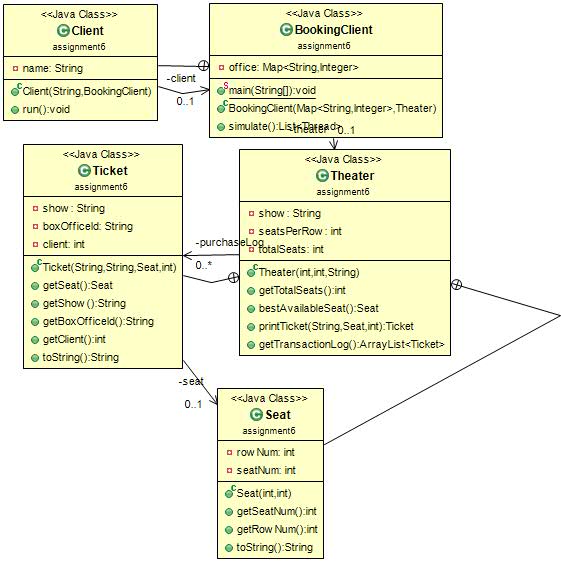 <<Java Class>>
Client
assignment6
name: String
Client(String,BookingClient)
run():void
-client
0..1
<<Java Class>>
BookingClient
assignment6
office: Map<String,Integer>
main(String[]):void
BookingClient(Map<String,Integer>,Theater)
simulate():List<Thread>
-theater
0..1
<<Java Class>>
Ticket
assignment6
show : String
boxOfficeId: String
client: int
Ticket(String,String,Seat,int)
getSeat():Seat
getShow ():String
getBoxOfficeId():String
getClient():int
toString():String
-purchaseLog
0..*
<<Java Class>>
Theater
assignment6
show : String
seatsPerRow : int
totalSeats: int
Theater(int,int,String)
getTotalSeats():int
bestAvailableSeat():Seat
printTicket(String,Seat,int):Ticket
getTransactionLog():ArrayList<Ticket>
-seat
0..1
<<Java Class>>
Seat
assignment6
row Num: int
seatNum: int
Seat(int,int)
getSeatNum():int
getRow Num():int
toString():String